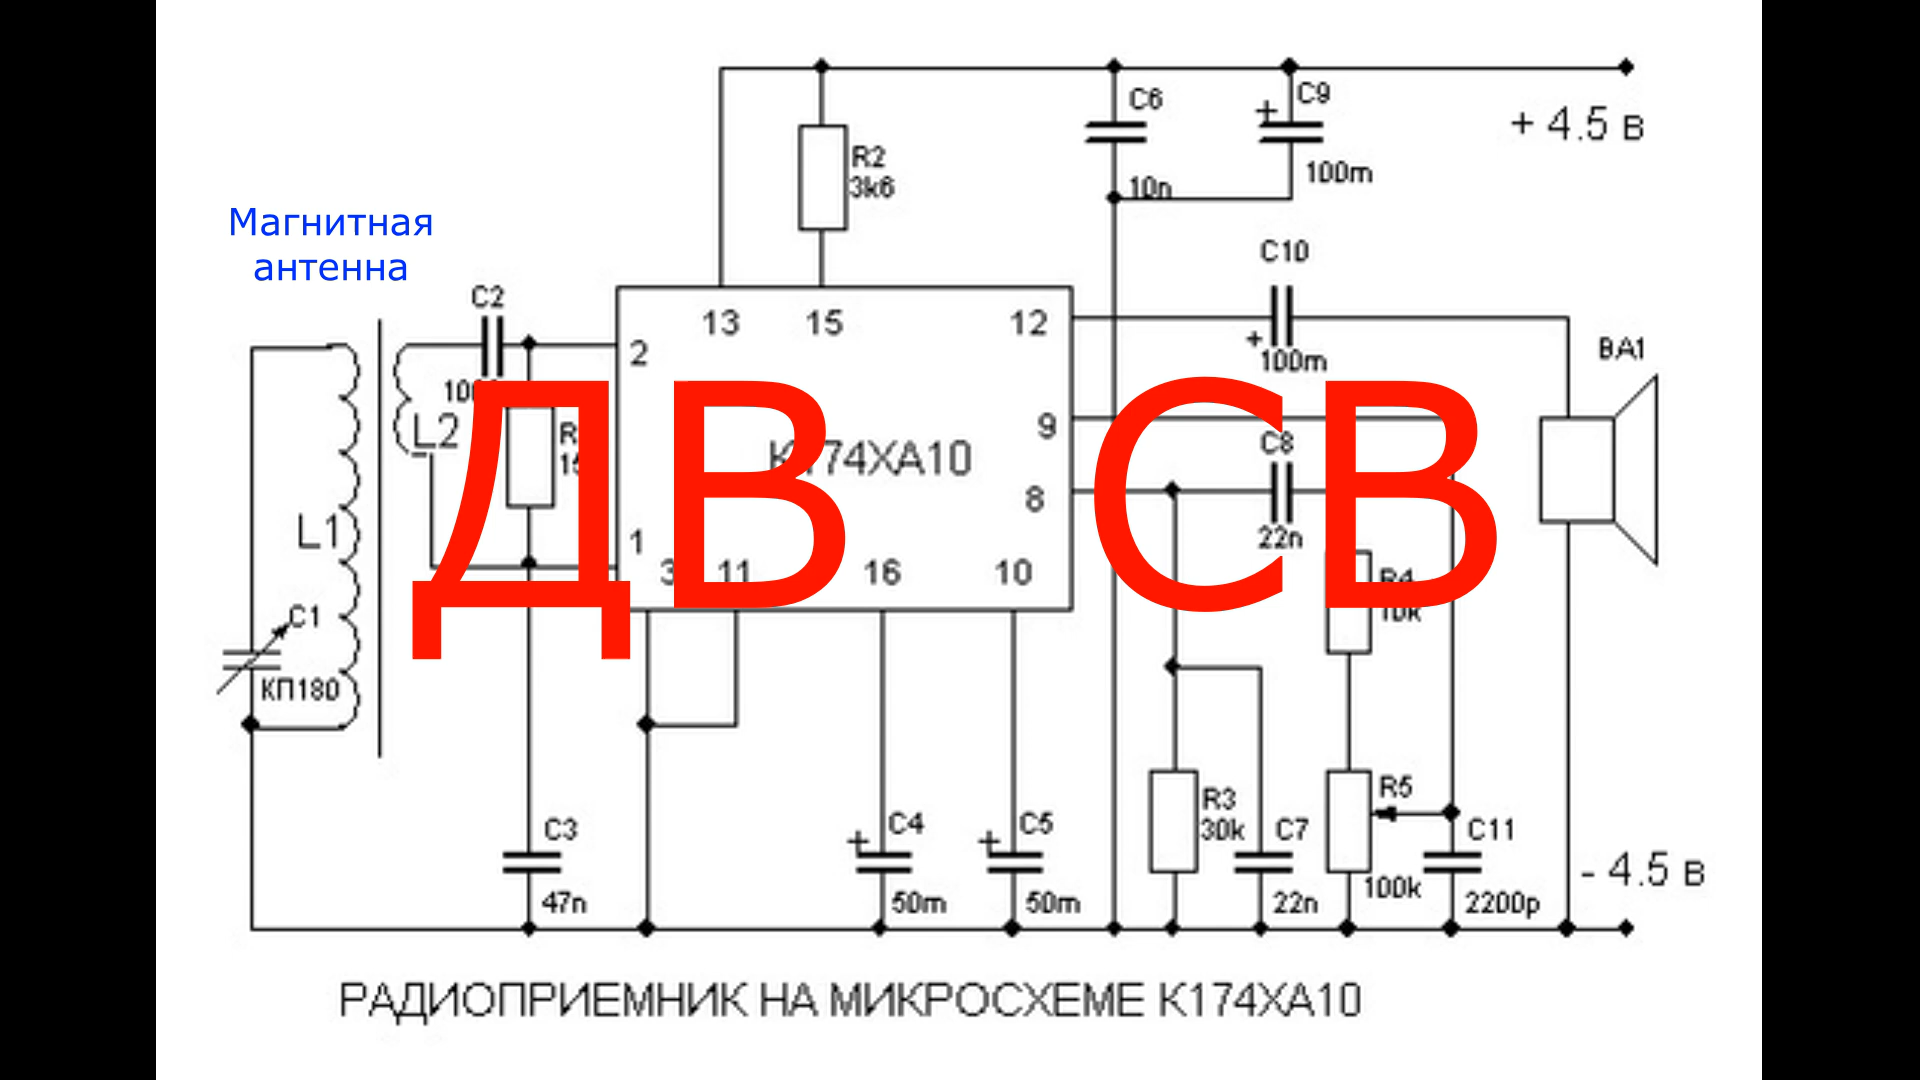 C6
C9
+
+ 4.5 В
R2
3k6
100m
10n
Магнитная
антенна
C10
C2
13
15
12
2
+
100m
BA1
L2
9
C8
К174ХА10
8
L1
22n
1
11
16
10
ДВ СВ
C1
R4
10k
КП180
R3
30k
R5
C3
+
C4
+
C5
C7
C11
- 4.5 В
47n
50m
50m
22n
100k
2200p
РАДИОПРИЕМНИК НА МИКРОСХЕМЕ К174ХА10